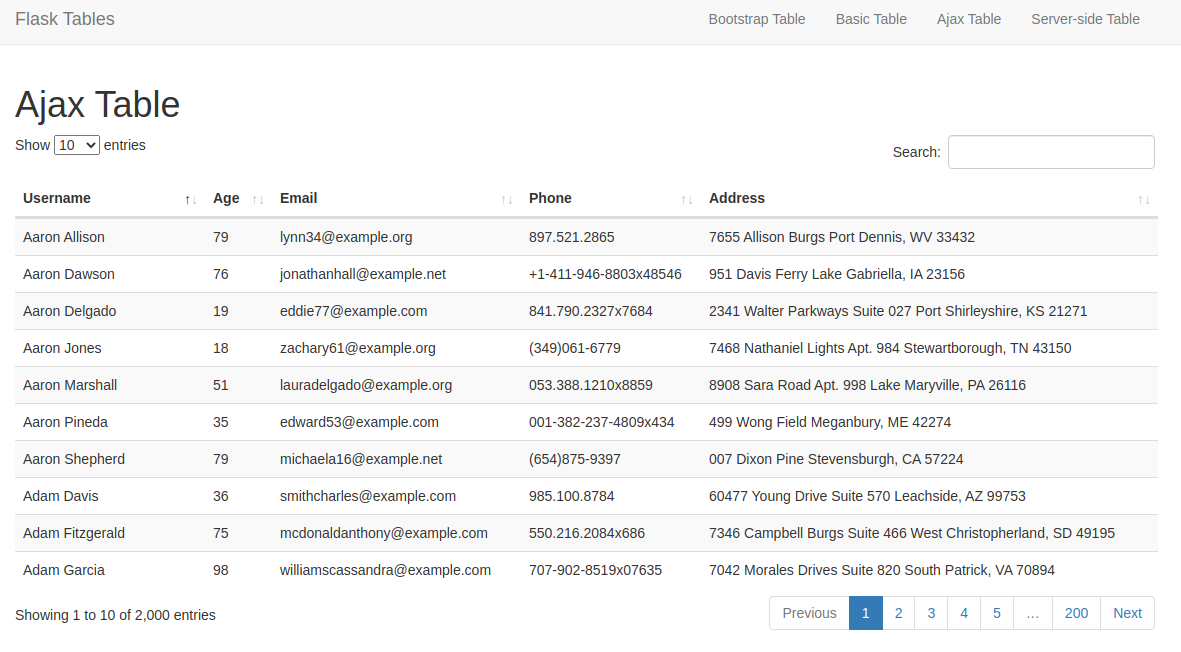 Flask Tables Bootstrap Table Basic Table Ajax Table Server-side Table
Ajax Table
Show 10 entries
Search:
Username ↑↓ Age ↑↓ Email ↑↓ Phone ↑↓ Address ↑↓
Aaron Allison 79 lynn34@example.org 897.521.2865 7655 Allison Burgs Port Dennis, WV 33432
Aaron Dawson 76 jonathanhall@example.net +1-411-946-8803x48546 951 Davis Ferry Lake Gabriella, IA 23156
Aaron Delgado 19 eddie77@example.com 841.790.2327x7684 2341 Walter Parkways Suite 027 Port Shirleyshire, KS 21271
Aaron Jones 18 zachary61@example.org (349)061-6779 7468 Nathaniel Lights Apt. 984 Stewartborough, TN 43150
Aaron Marshall 51 lauradelgado@example.org 053.388.1210x8859 8908 Sara Road Apt. 998 Lake Maryville, PA 26116
Aaron Pineda 35 edward53@example.com 001-382-237-4809x434 499 Wong Field Meganbury, ME 42274
Aaron Shepherd 79 michaela16@example.net (654)875-9397 007 Dixon Pine Stevensburgh, CA 57224
Adam Davis 36 smithcharles@example.com 985.100.8784 60477 Young Drive Suite 570 Leachside, AZ 99753
Adam Fitzgerald 75 mcdonaldanthony@example.com 550.216.2084x686 7346 Campbell Burgs Suite 466 West Christopherland, SD 49195
Adam Garcia 98 williamscassandra@example.com 707-902-8519x07635 7042 Morales Drives Suite 820 South Patrick, VA 70894
Showing 1 to 10 of 2,000 entries
Previous 1 2 3 4 5 … 200 Next